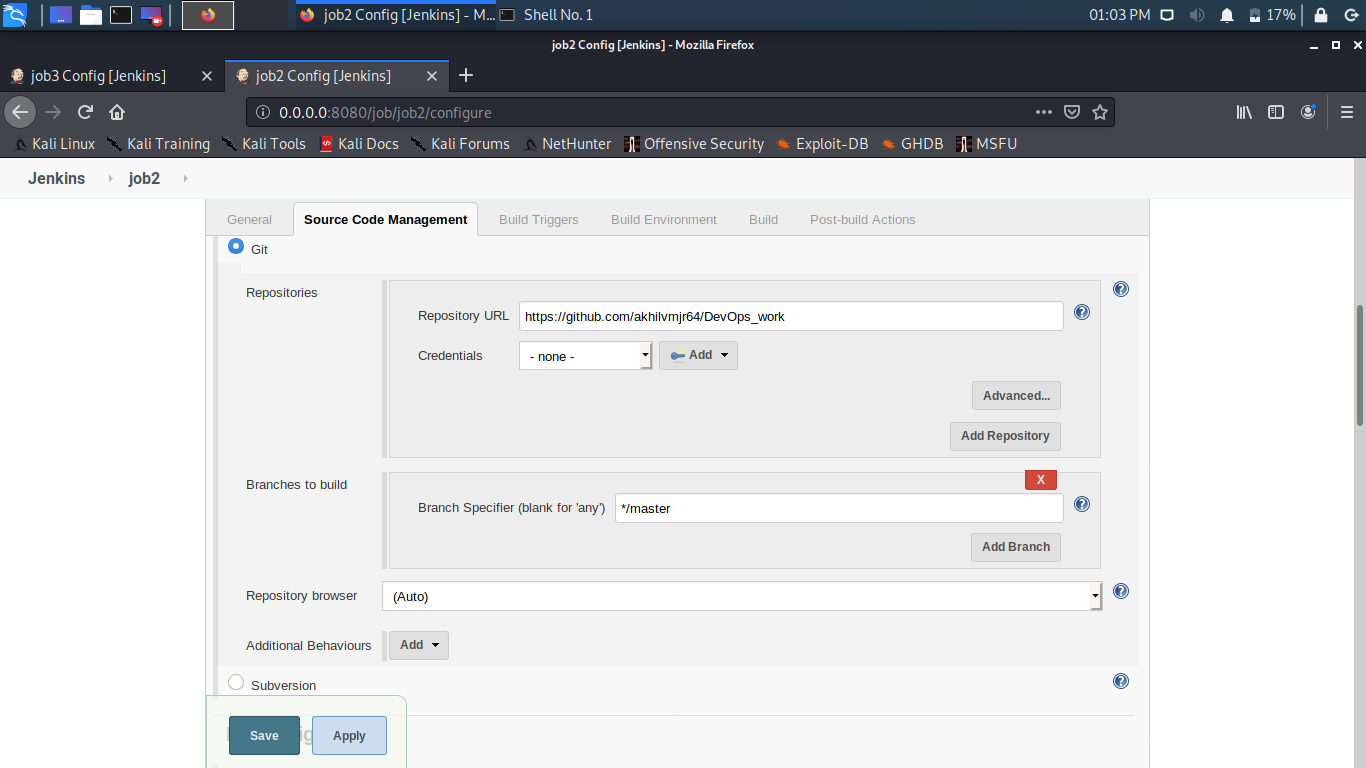 job2 Config [Jenkins] - M... Shell No. 1 01:03 PM 17%
job2 Config [Jenkins] - Mozilla Firefox
job3 Config [Jenkins] job2 Config [Jenkins]
0.0.0.0:8080/job/job2/configure
Kali Linux Kali Training Kali Tools Kali Docs Kali Forums NetHunter Offensive Security Exploit-DB GHDB MSFU
Jenkins job2
General Source Code Management Build Triggers Build Environment Build Post-build Actions
Git
Repositories
Repository URL https://github.com/akhilvmjr64/DevOps_work
Credentials - none - Add
Advanced...
Add Repository
Branches to build
X
Branch Specifier (blank for 'any') */master
Add Branch
Repository browser (Auto)
Additional Behaviours Add
Subversion
Save Apply